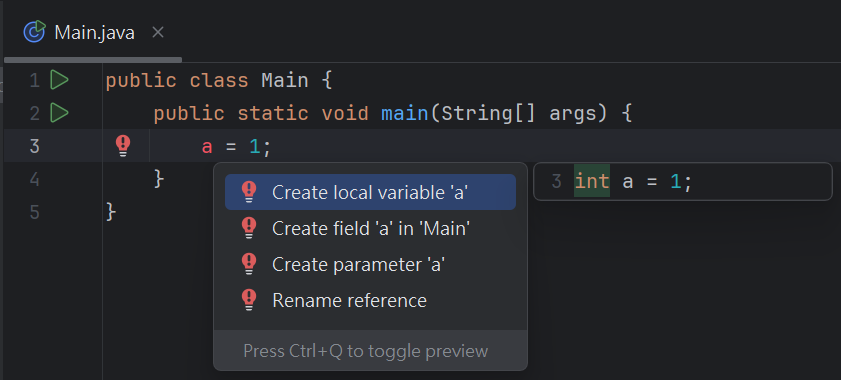 Main.java
1 public class Main {
2 public static void main(String[] args) {
3 a = 1;
4 }
5 }
Create local variable 'a'
Create field 'a' in 'Main'
Create parameter 'a'
Rename reference
Press Ctrl+Q to toggle preview
3 int a = 1;